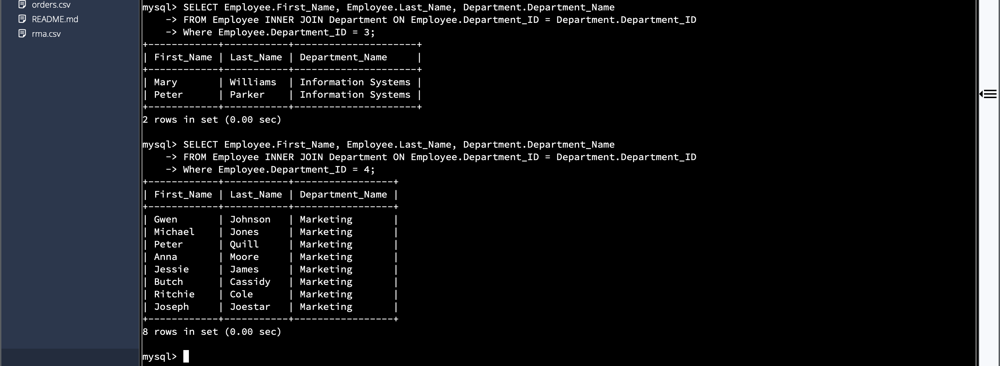 orders.csv
README.md
rma.csv
mysql> SELECT Employee.First_Name, Employee.Last_Name, Department.Department_Name
    -> FROM Employee INNER JOIN Department ON Employee.Department_ID = Department.Department_ID
    -> Where Employee.Department_ID = 3;
+------------+-----------+---------------------+
| First_Name | Last_Name | Department_Name     |
+------------+-----------+---------------------+
| Mary       | Williams  | Information Systems |
| Peter      | Parker    | Information Systems |
+------------+-----------+---------------------+
2 rows in set (0.00 sec)
mysql> SELECT Employee.First_Name, Employee.Last_Name, Department.Department_Name
    -> FROM Employee INNER JOIN Department ON Employee.Department_ID = Department.Department_ID
    -> Where Employee.Department_ID = 4;
+------------+-----------+-----------------+
| First_Name | Last_Name | Department_Name |
+------------+-----------+-----------------+
| Gwen       | Johnson   | Marketing       |
| Michael    | Jones     | Marketing       |
| Peter      | Quill     | Marketing       |
| Anna       | Moore     | Marketing       |
| Jessie     | James     | Marketing       |
| Butch      | Cassidy   | Marketing       |
| Ritchie    | Cole      | Marketing       |
| Joseph     | Joestar   | Marketing       |
+------------+-----------+-----------------+
8 rows in set (0.00 sec)
mysql>